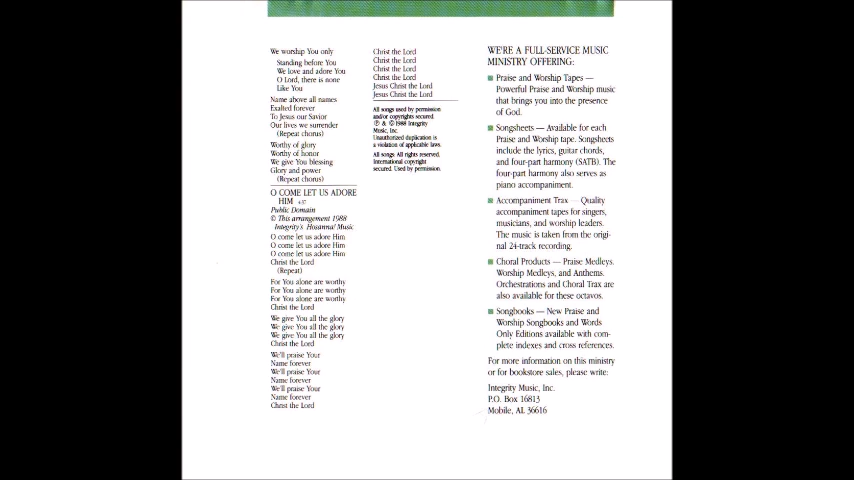 We worship You only
Standing before You
We love and adore You
O Lord, there is none
Like You
Name above all names
Exalted forever
To Jesus our Savior
Our lives we surrender
(Repeat chorus)
Worthy of glory
Worthy of honor
We give You blessing
Glory and power
(Repeat chorus)
O COME LET US ADORE
HIM 4:37
Public Domain
© This arrangement 1988
Integrity's Hosanna! Music
O come let us adore Him
O come let us adore Him
O come let us adore Him
Christ the Lord
(Repeat)
For You alone are worthy
For You alone are worthy
For You alone are worthy
Christ the Lord
We give You all the glory
We give You all the glory
We give You all the glory
Christ the Lord
We'll praise Your
Name forever
We'll praise Your
Name forever
We'll praise Your
Name forever
Christ the Lord
Christ the Lord
Christ the Lord
Christ the Lord
Christ the Lord
Jesus Christ the Lord
Jesus Christ the Lord
All songs used by permission
and/or copyrights secured.
℗ & © 1988 Integrity
Music, Inc.
Unauthorized duplication is
a violation of applicable laws.
All songs: All rights reserved.
International copyright
secured. Used by permission.
WE'RE A FULL-SERVICE MUSIC
MINISTRY OFFERING:
■ Praise and Worship Tapes —
Powerful Praise and Worship music
that brings you into the presence
of God.
■ Songsheets — Available for each
Praise and Worship tape. Songsheets
include the lyrics, guitar chords,
and four-part harmony (SATB). The
four-part harmony also serves as
piano accompaniment.
■ Accompaniment Trax — Quality
accompaniment tapes for singers,
musicians, and worship leaders.
The music is taken from the origi-
nal 24-track recording.
■ Choral Products — Praise Medleys,
Worship Medleys, and Anthems.
Orchestrations and Choral Trax are
also available for these octavos.
■ Songbooks — New Praise and
Worship Songbooks and Words
Only Editions available with com-
plete indexes and cross references.
For more information on this ministry
or for bookstore sales, please write:
Integrity Music, Inc.
P.O. Box 16813
Mobile, AL 36616